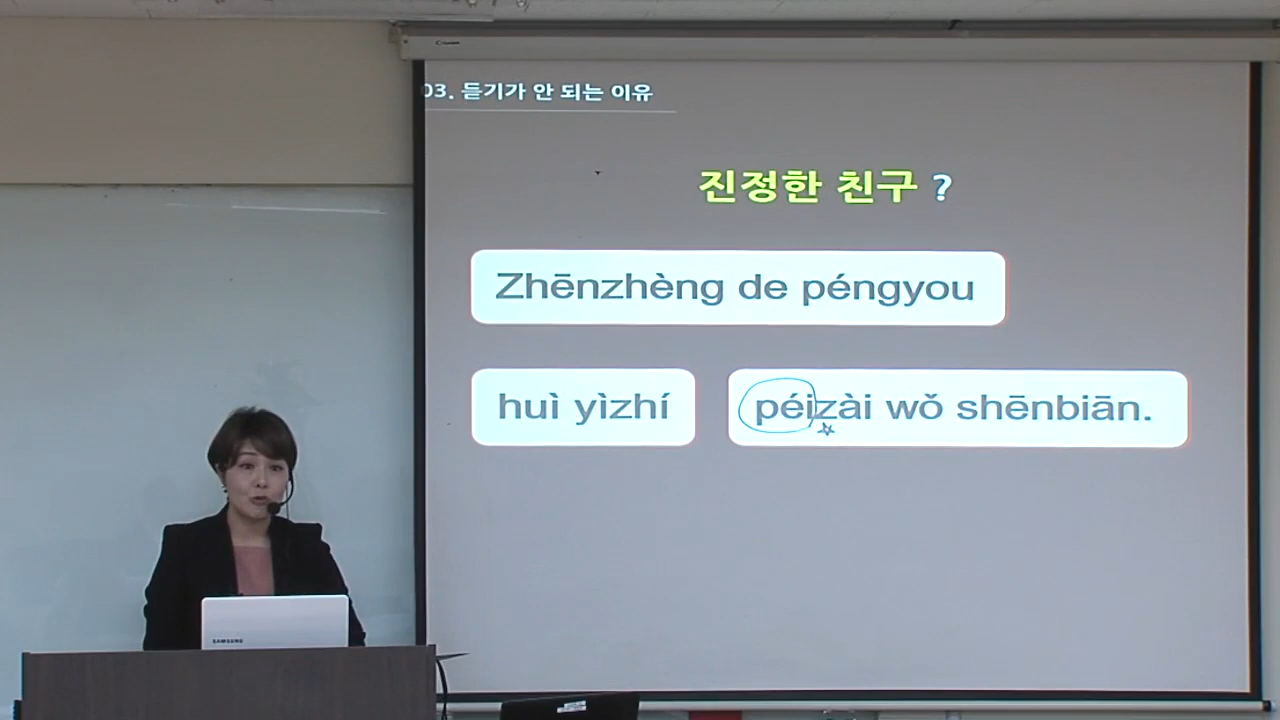 03. 듣기가 안 되는 이유
진정한 친구 ?
Zhēnzhèng de péngyou
huì yìzhí
péizài wǒ shēnbiān.
SAMSUNG